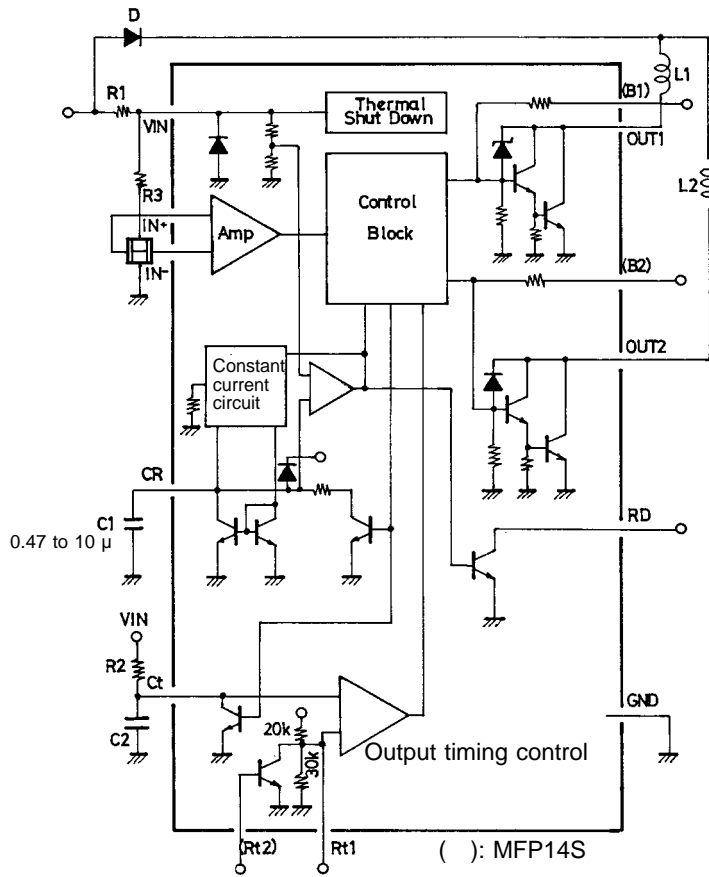 D
R1
VIN
Thermal
Shut Down
(B1)
L1
OUT1
L2
R3
IN+
IN-
Amp
Control
Block
(B2)
OUT2
Constant
current
circuit
CR
C1
0.47 to 10 μ
RD
VIN
R2
Ct
C2
20k
30k
Output timing control
GND
(Rt2)
Rt1
( ): MFP14S